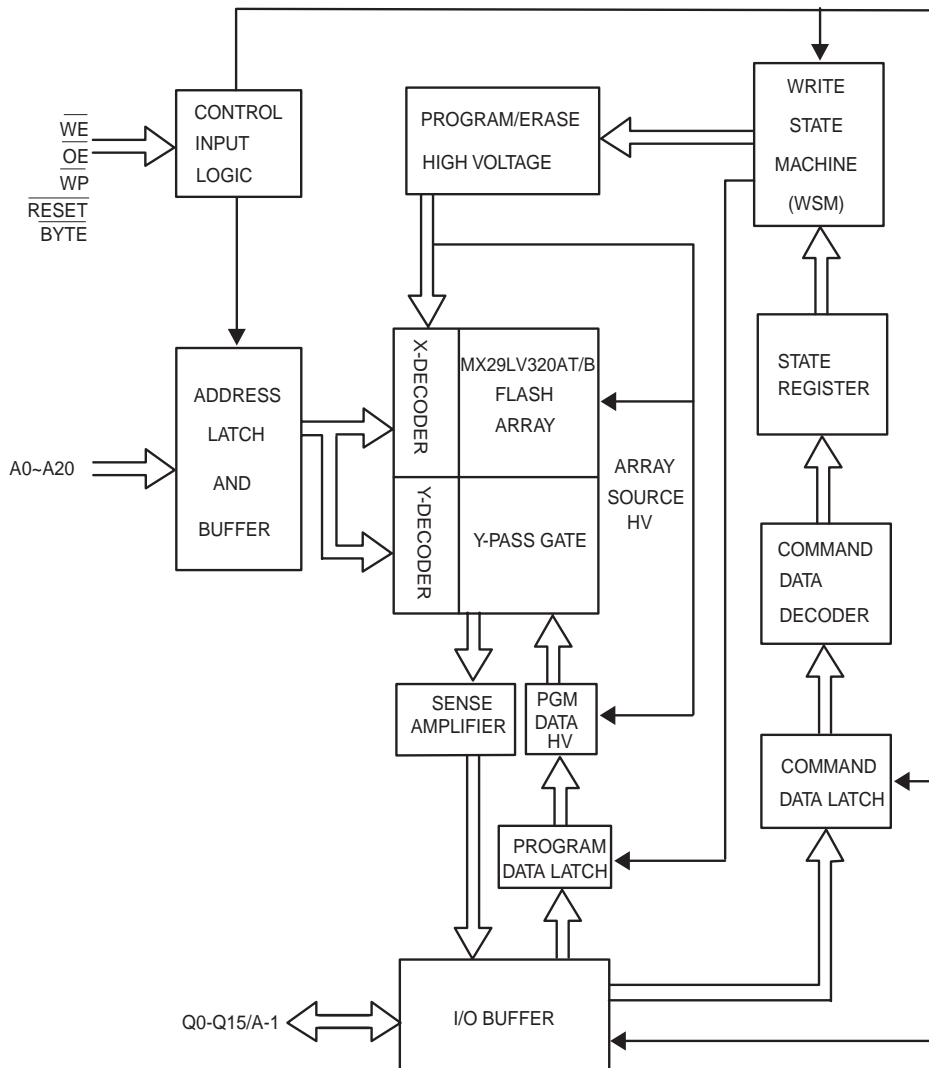 WE
OE
WP
RESET
BYTE
CONTROL
INPUT
LOGIC
PROGRAM/ERASE
HIGH VOLTAGE
WRITE
STATE
MACHINE
(WSM)
A0~A20
ADDRESS
LATCH
AND
BUFFER
X-DECODER
MX29LV320AT/B
FLASH
ARRAY
Y-DECODER
Y-PASS GATE
ARRAY
SOURCE
HV
STATE
REGISTER
COMMAND
DATA
DECODER
SENSE
AMPLIFIER
PGM
DATA
HV
COMMAND
DATA LATCH
PROGRAM
DATA LATCH
Q0-Q15/A-1
I/O BUFFER